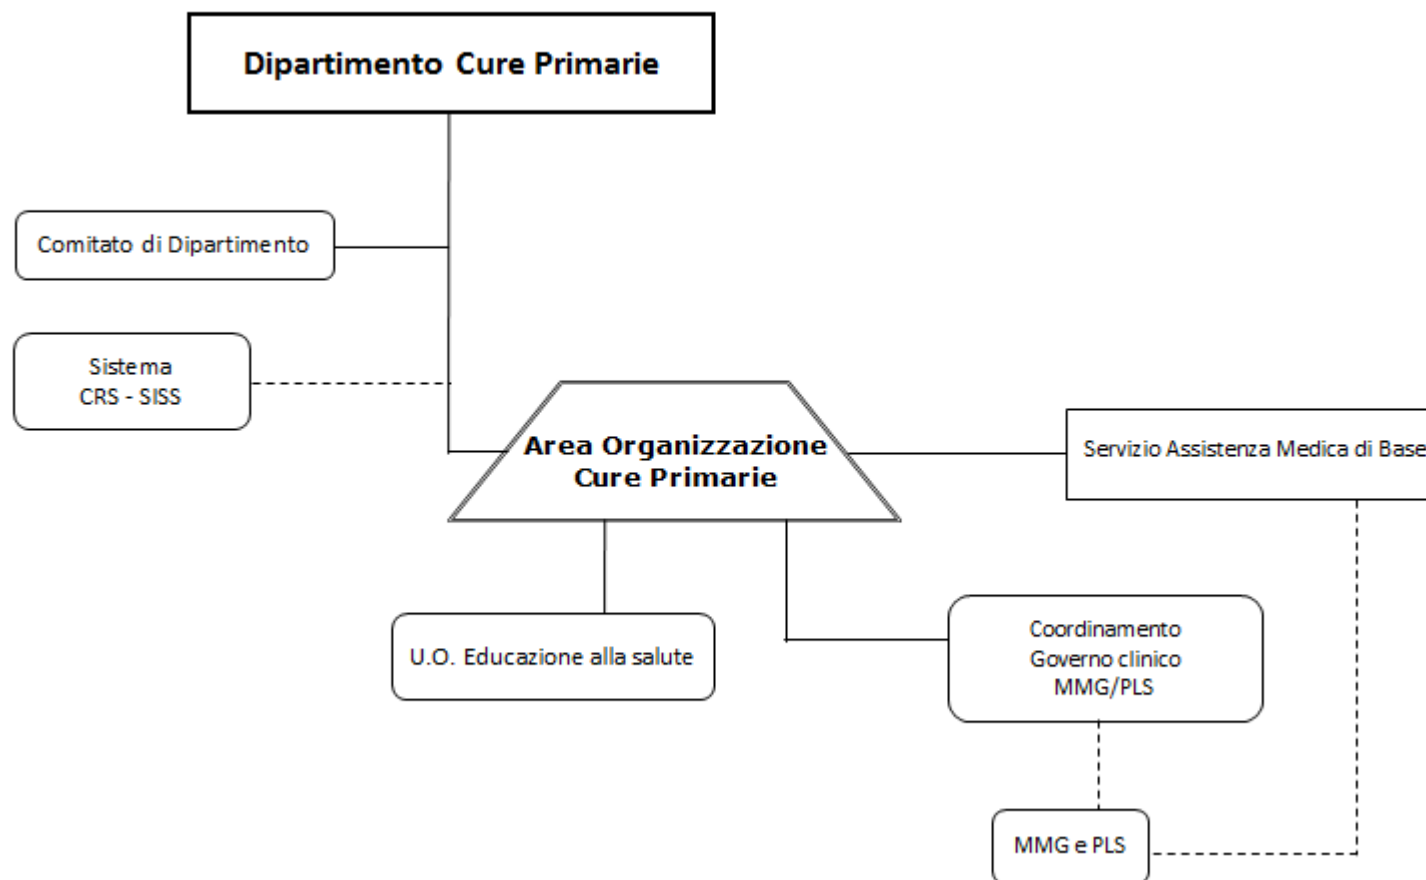 Dipartimento Cure Primarie
Comitato di Dipartimento
Sistema
CRS - SISS
Area Organizzazione
Cure Primarie
Servizio Assistenza Medica di Base
U.O. Educazione alla salute
Coordinamento
Governo clinico
MMG/PLS
MMG e PLS